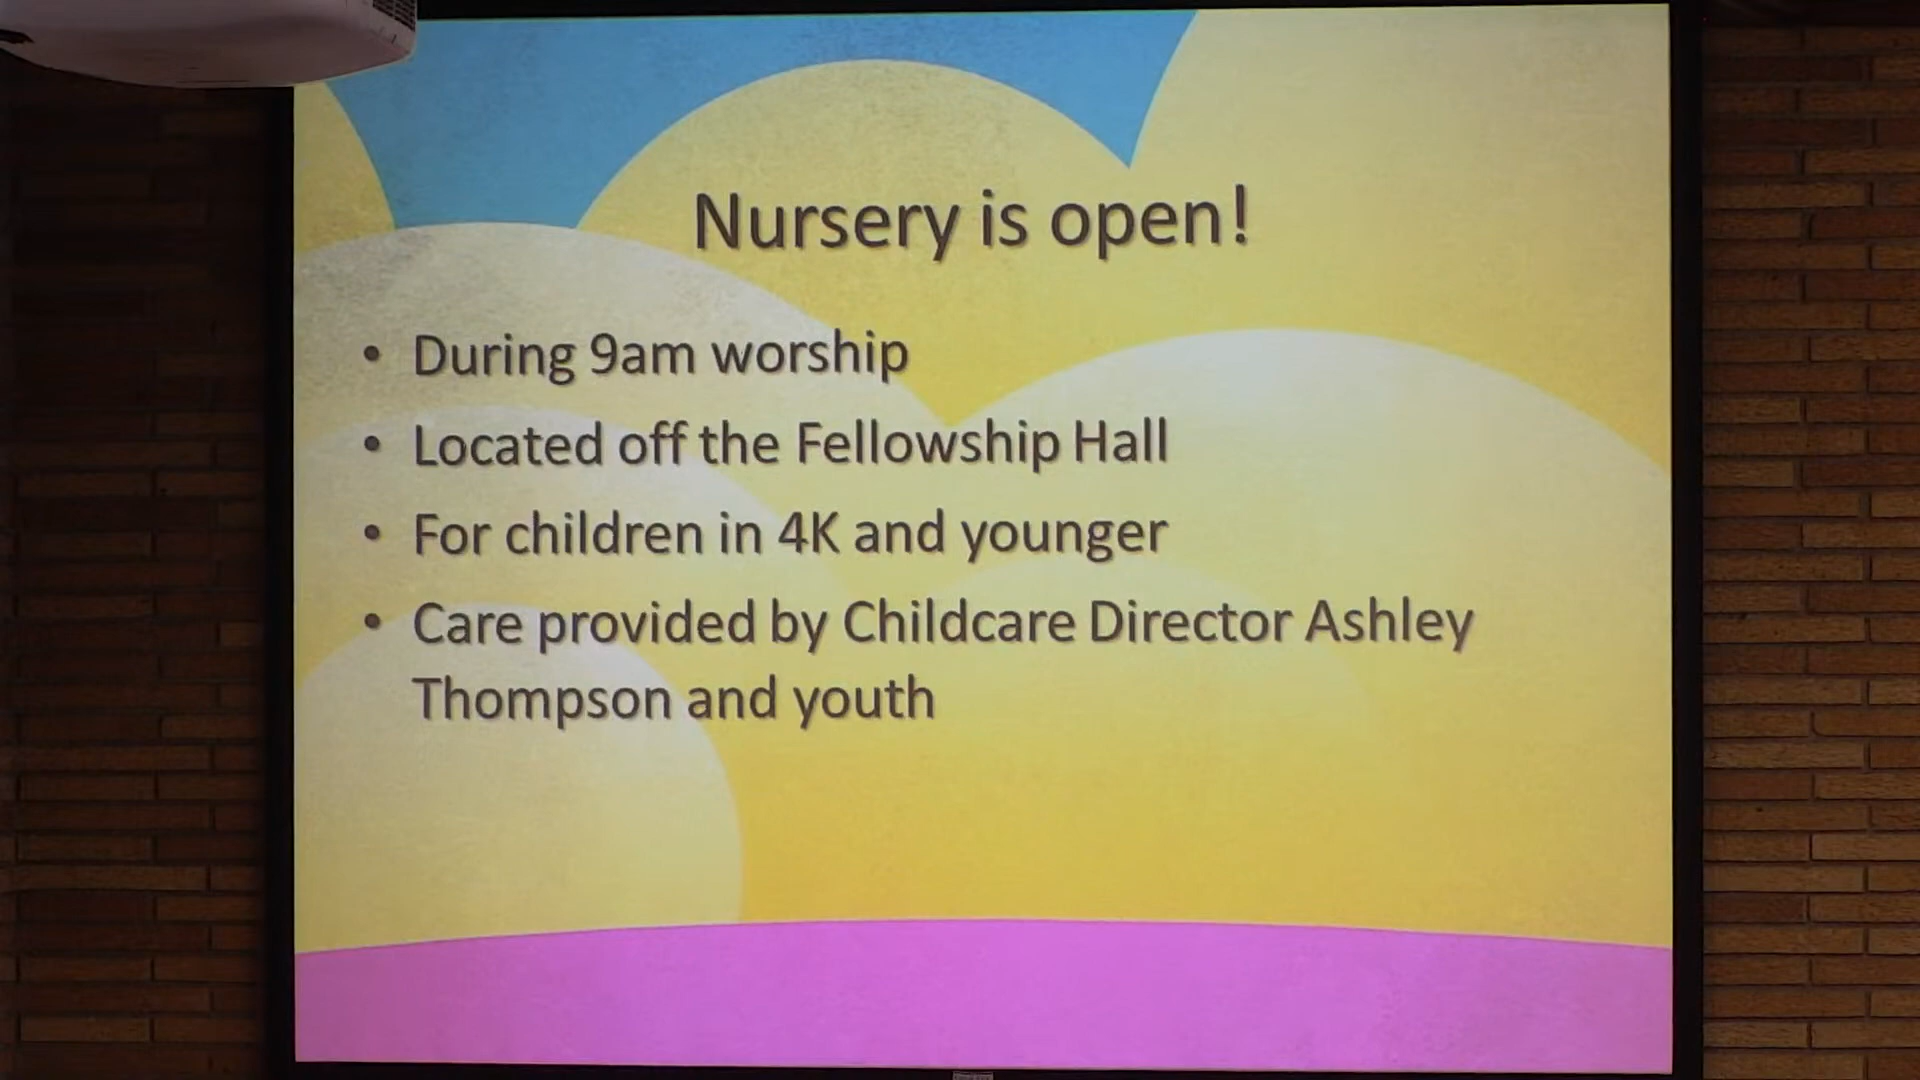 Nursery is open!
• During 9am worship
• Located off the Fellowship Hall
• For children in 4K and younger
• Care provided by Childcare Director Ashley
Thompson and youth